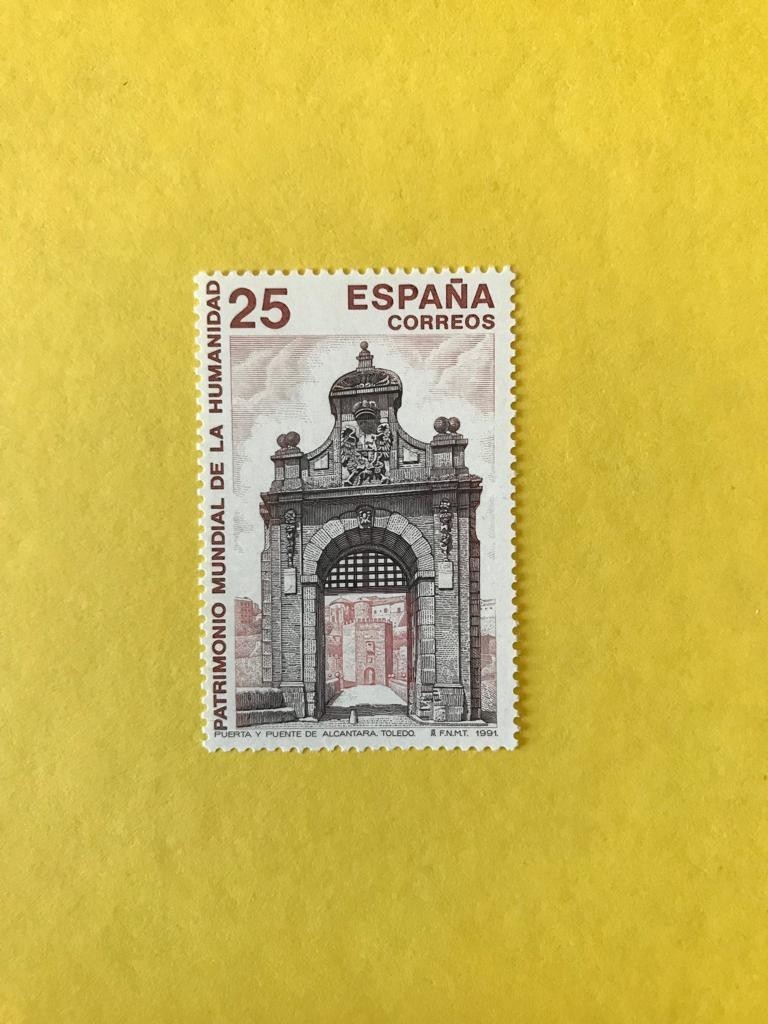 25
ESPAÑA
CORREOS
PATRIMONIO MUNDIAL DE LA HUMANIDAD
PUERTA Y PUENTE DE ALCANTARA. TOLEDO.
F.N.M.T. 1991.